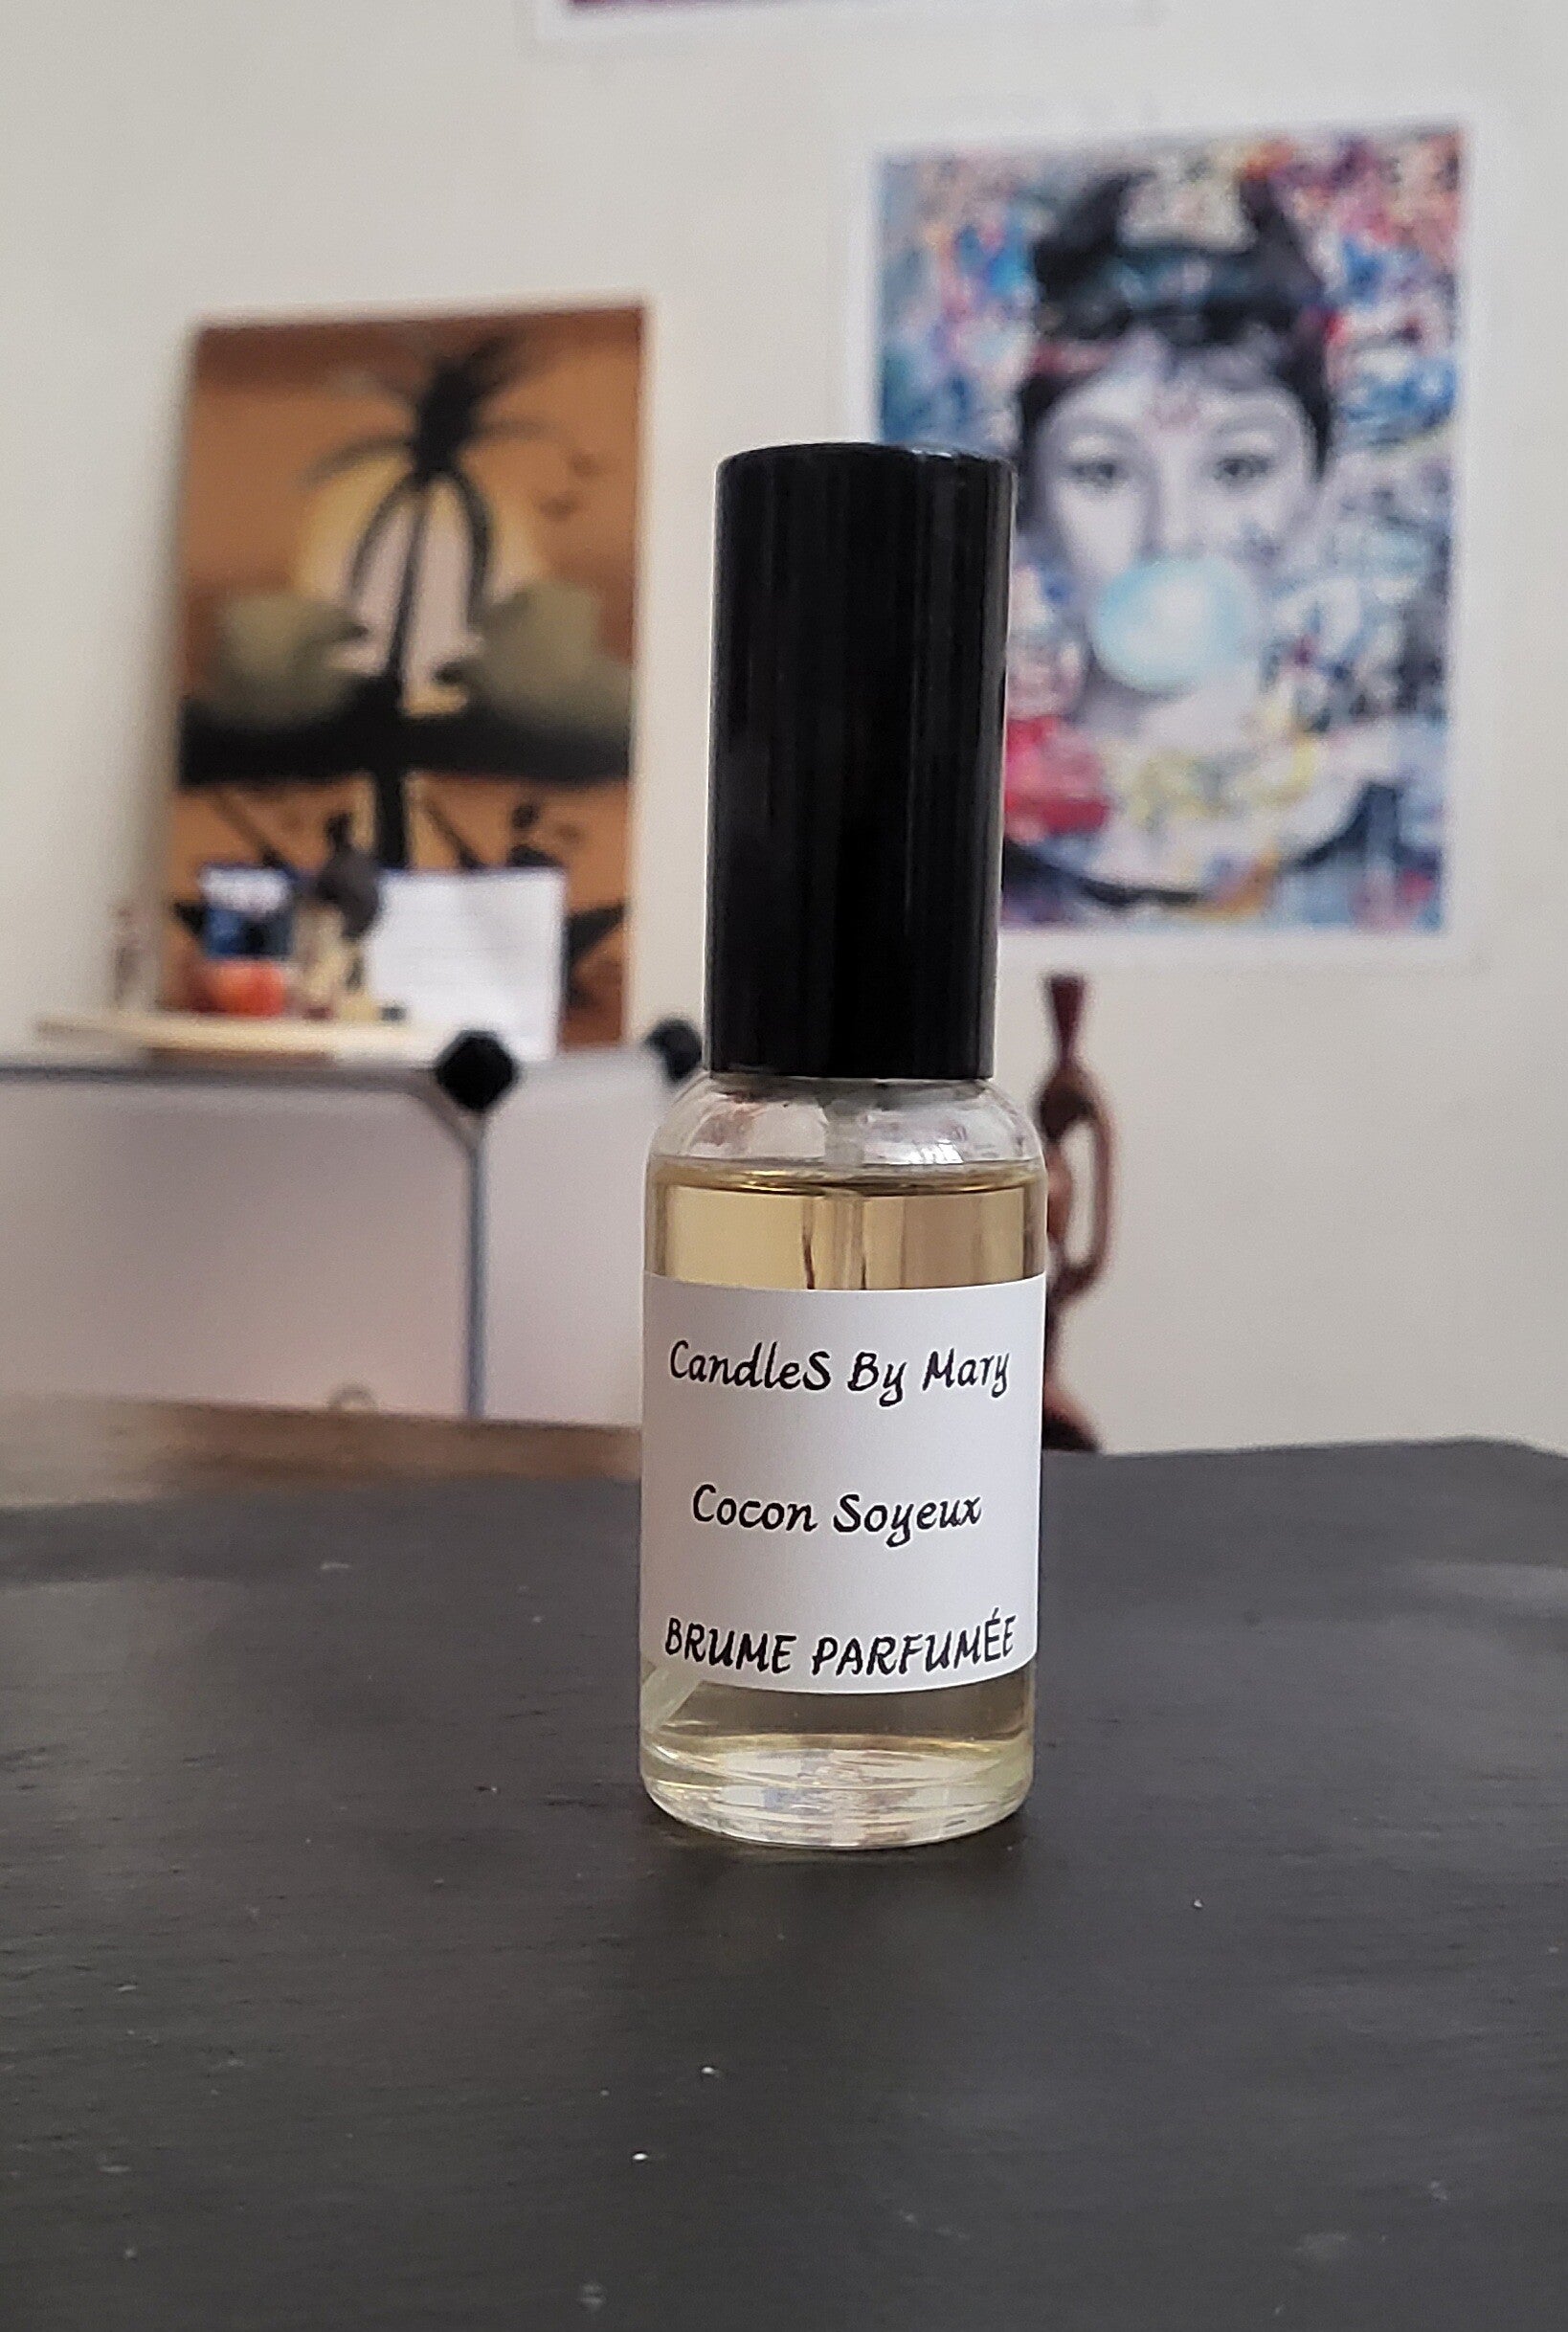 CandleS By Mary
Cocon Soyeux
BRUME PARFUMÉE